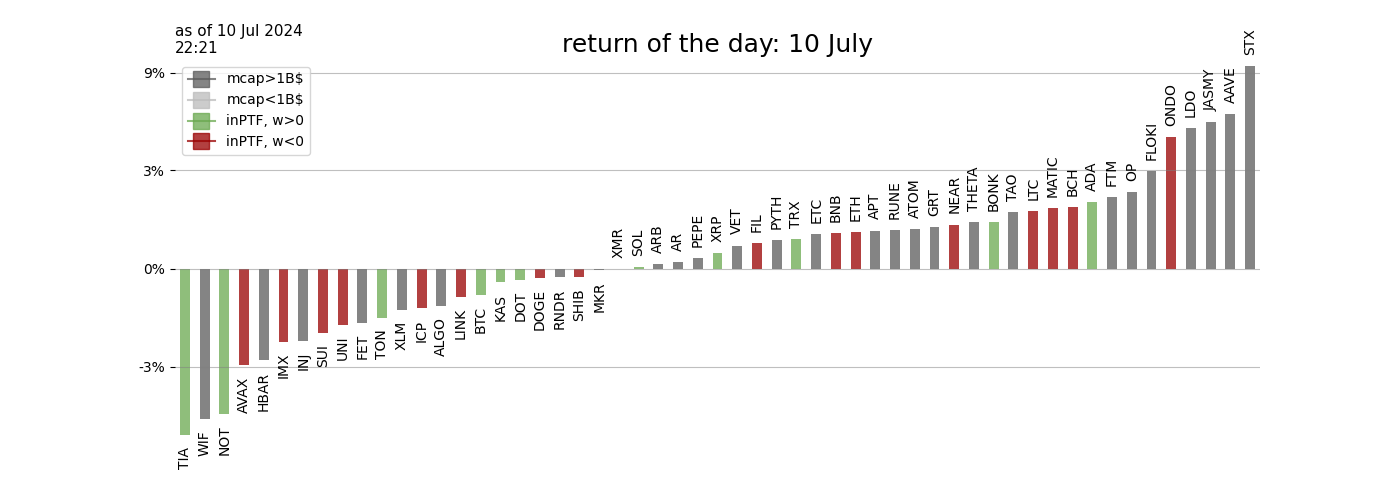 as of 10 Jul 2024
22:21
return of the day: 10 July
mcap>1B$
mcap<1B$
inPTF, w>0
inPTF, w<0
9%
3%
0%
-3%
TIA
WIF
NOT
AVAX
HBAR
IMX
INJ
SUI
UNI
FET
TON
XLM
ICP
ALGO
LINK
BTC
KAS
DOT
DOGE
RNDR
SHIB
MKR
XMR
SOL
ARB
AR
PEPE
XRP
VET
FIL
PYTH
TRX
ETC
BNB
ETH
APT
RUNE
ATOM
GRT
NEAR
THETA
BONK
TAO
LTC
MATIC
BCH
ADA
FTM
OP
FLOKI
ONDO
LDO
JASMY
AAVE
STX